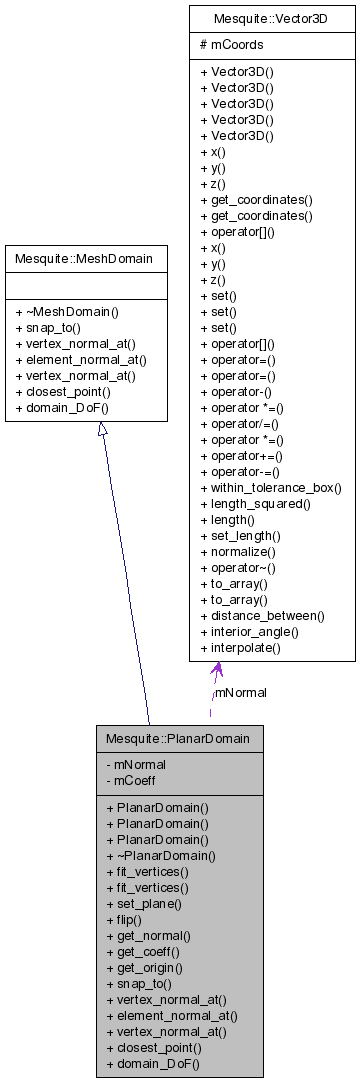 Mesquite::Vector3D
# mCoords
+ Vector3D()
+ Vector3D()
+ Vector3D()
+ Vector3D()
+ Vector3D()
+ x()
+ y()
+ z()
+ get_coordinates()
+ get_coordinates()
+ operator[]()
+ x()
+ y()
+ z()
+ set()
+ set()
+ set()
+ operator[]()
+ operator=()
+ operator=()
+ operator-()
+ operator *=()
+ operator/=()
+ operator *=()
+ operator+=()
+ operator-=()
+ within_tolerance_box()
+ length_squared()
+ length()
+ set_length()
+ normalize()
+ operator~()
+ to_array()
+ to_array()
+ distance_between()
+ interior_angle()
+ interpolate()
Mesquite::MeshDomain
+ ~MeshDomain()
+ snap_to()
+ vertex_normal_at()
+ element_normal_at()
+ vertex_normal_at()
+ closest_point()
+ domain_DoF()
mNormal
Mesquite::PlanarDomain
- mNormal
- mCoeff
+ PlanarDomain()
+ PlanarDomain()
+ PlanarDomain()
+ ~PlanarDomain()
+ fit_vertices()
+ fit_vertices()
+ set_plane()
+ flip()
+ get_normal()
+ get_coeff()
+ get_origin()
+ snap_to()
+ vertex_normal_at()
+ element_normal_at()
+ vertex_normal_at()
+ closest_point()
+ domain_DoF()